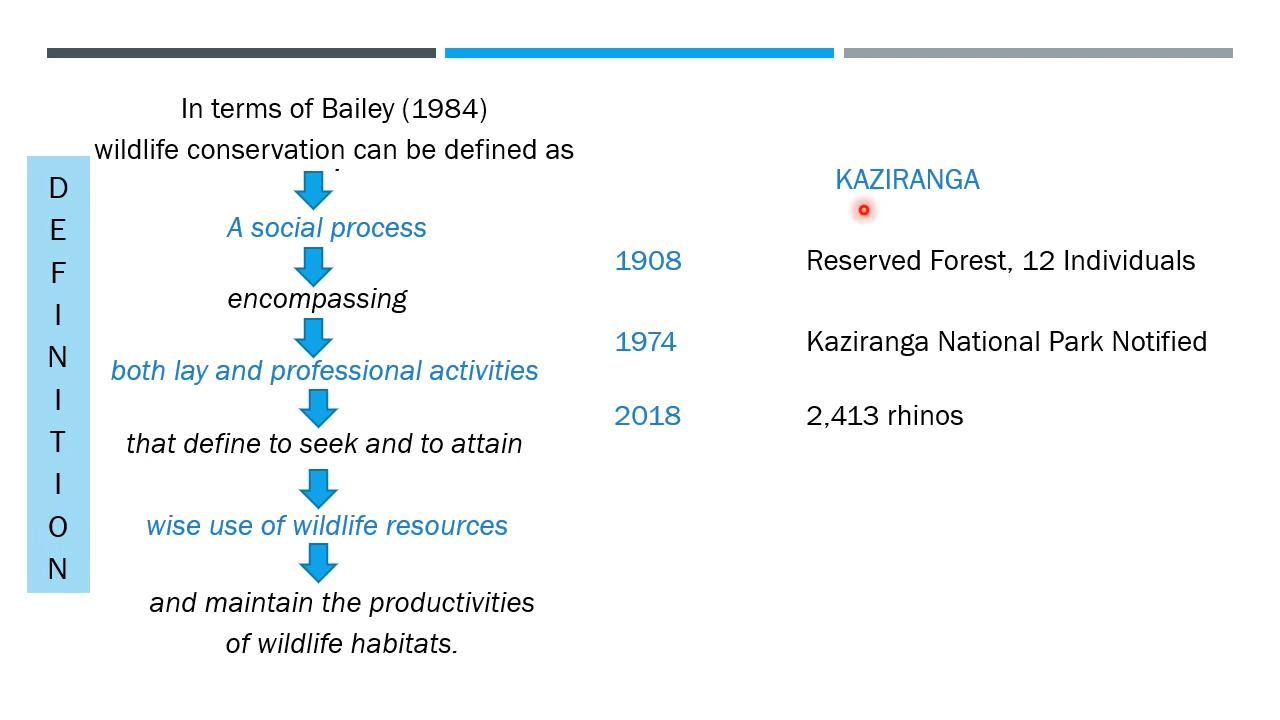 In terms of Bailey (1984)
wildlife conservation can be defined as
D
E
F
I
N
I
T
I
O
N
A social process
encompassing
both lay and professional activities
that define to seek and to attain
wise use of wildlife resources
and maintain the productivities
of wildlife habitats.
KAZIRANGA
1908 Reserved Forest, 12 Individuals
1974 Kaziranga National Park Notified
2018 2,413 rhinos